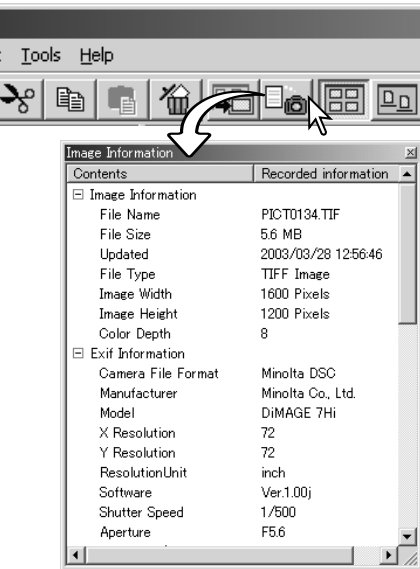 Tools Help
Image Information
Contents Recorded information
Image Information
File Name PICT0134.TIF
File Size 5.6 MB
Updated 2003/03/28 12:56:46
File Type TIFF Image
Image Width 1600 Pixels
Image Height 1200 Pixels
Color Depth 8
Exif Information
Camera File Format Minolta DSC
Manufacturer Minolta Co., Ltd.
Model DiMAGE 7Hi
X Resolution 72
Y Resolution 72
ResolutionUnit inch
Software Ver.1.00j
Shutter Speed 1/500
Aperture F5.6